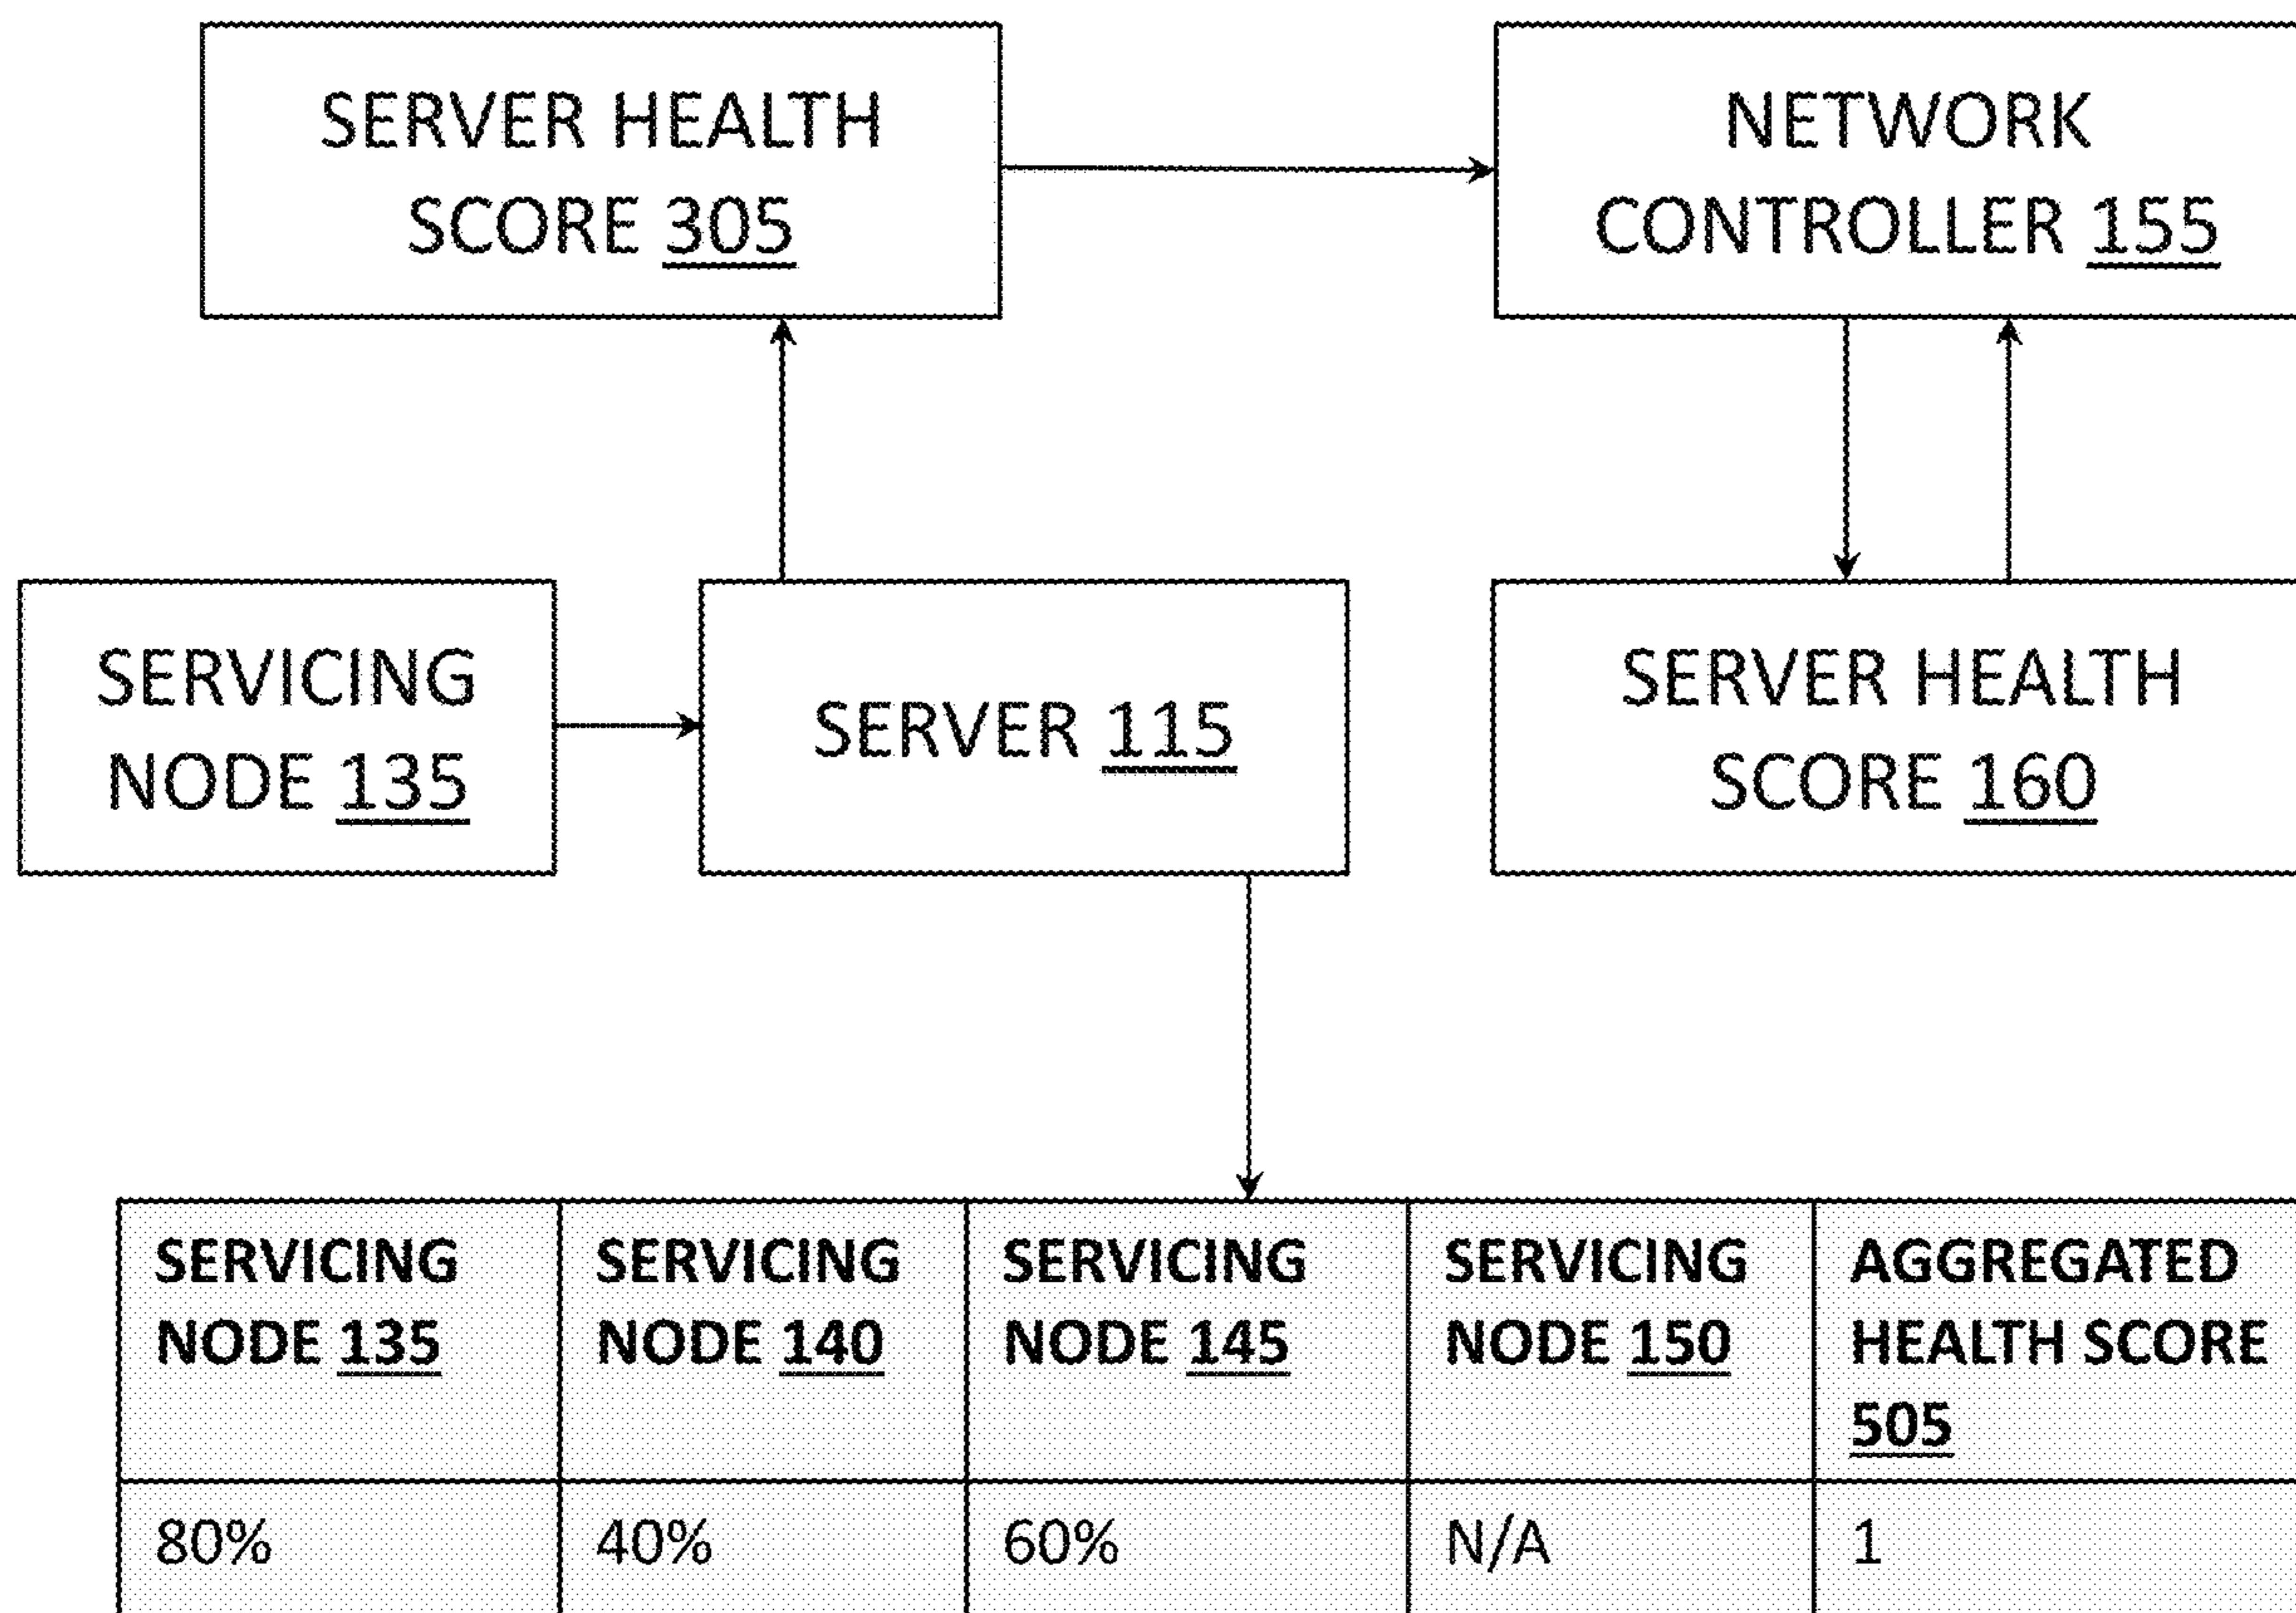 SERVER HEALTH
SCORE 305
NETWORK
CONTROLLER 155
SERVICING
NODE 135
SERVER 115
SERVER HEALTH
SCORE 160
SERVICING
NODE 135
SERVICING
NODE 140
SERVICING
NODE 145
SERVICING
NODE 150
AGGREGATED
HEALTH SCORE
505
80%
40%
60%
N/A
1